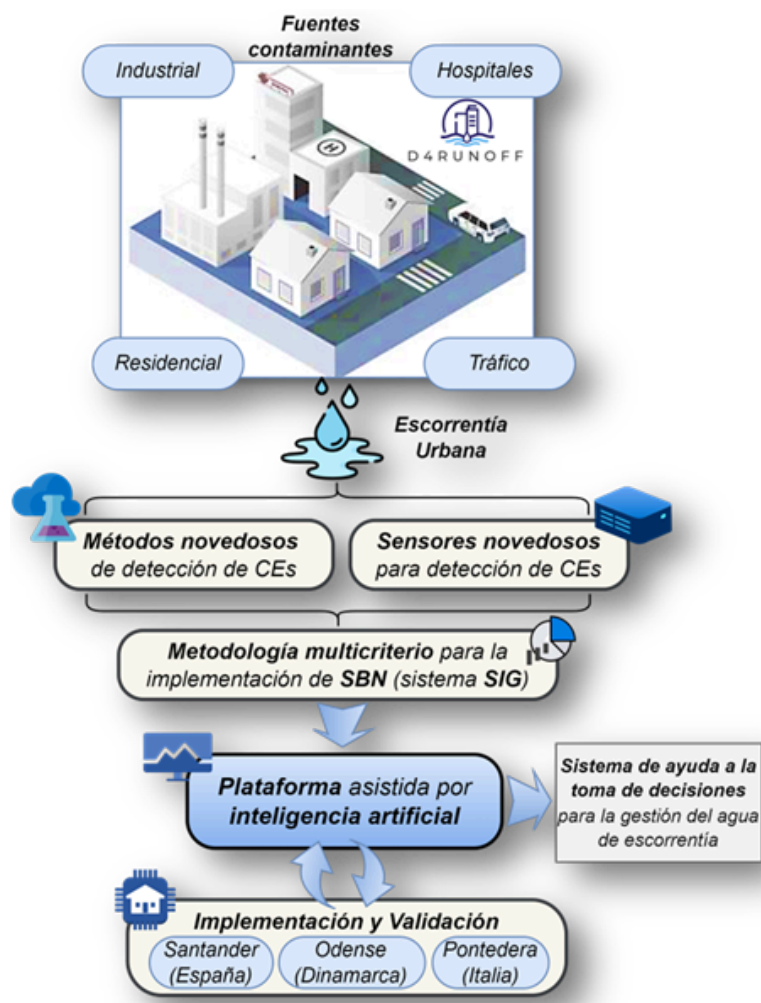 Fuentes
contaminantes
Industrial
Hospitales
H
D4RUNOFF
Residencial
Tráfico
Escorrentía
Urbana
Métodos novedosos
de detección de CEs
Sensores novedosos
para detección de CEs
Metodología multicriterio para la
implementación de SBN (sistema SIG)
Plataforma asistida por
inteligencia artificial
Sistema de ayuda a la
toma de decisiones
para la gestión del agua
de escorrentía
Implementación y Validación
Santander
(España)
Odense
(Dinamarca)
Pontedera
(Italia)